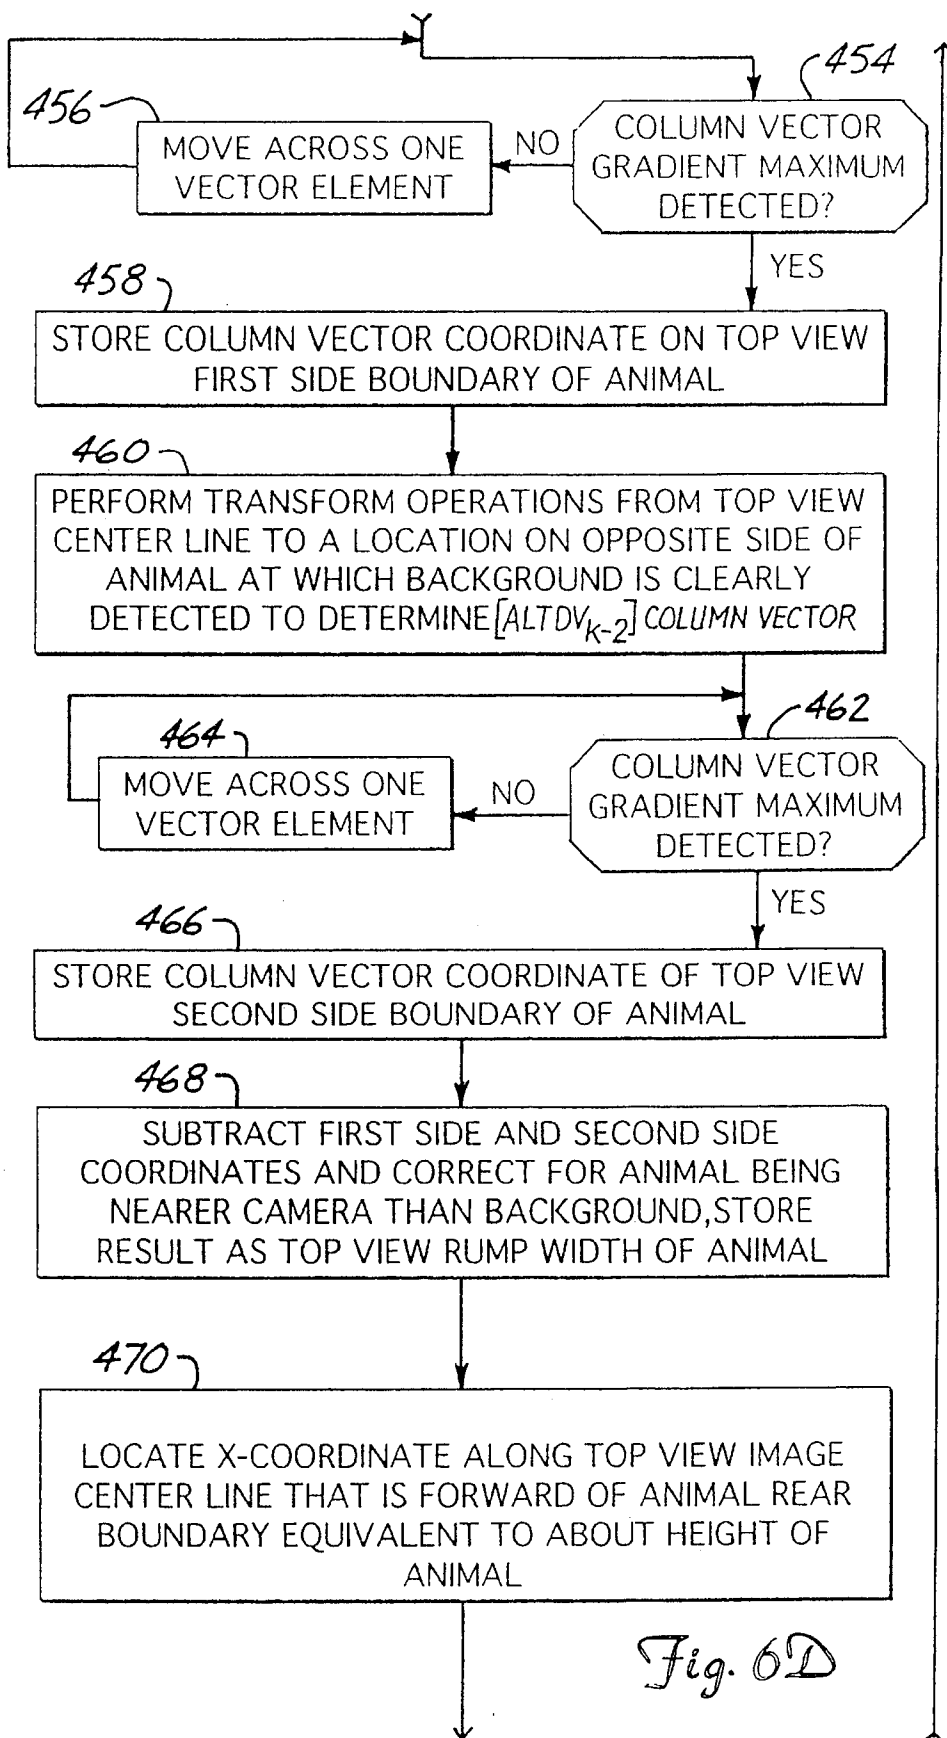 454
456
COLUMN VECTOR
GRADIENT MAXIMUM
DETECTED?
NO
MOVE ACROSS ONE
VECTOR ELEMENT
YES
458
STORE COLUMN VECTOR COORDINATE ON TOP VIEW
FIRST SIDE BOUNDARY OF ANIMAL
460
PERFORM TRANSFORM OPERATIONS FROM TOP VIEW
CENTER LINE TO A LOCATION ON OPPOSITE SIDE OF
ANIMAL AT WHICH BACKGROUND IS CLEARLY
DETECTED TO DETERMINE [ALTDVK-2] COLUMN VECTOR
462
464
COLUMN VECTOR
GRADIENT MAXIMUM
DETECTED?
NO
MOVE ACROSS ONE
VECTOR ELEMENT
YES
466
STORE COLUMN VECTOR COORDINATE OF TOP VIEW
SECOND SIDE BOUNDARY OF ANIMAL
468
SUBTRACT FIRST SIDE AND SECOND SIDE
COORDINATES AND CORRECT FOR ANIMAL BEING
NEARER CAMERA THAN BACKGROUND, STORE
RESULT AS TOP VIEW RUMP WIDTH OF ANIMAL
470
LOCATE X-COORDINATE ALONG TOP VIEW IMAGE
CENTER LINE THAT IS FORWARD OF ANIMAL REAR
BOUNDARY EQUIVALENT TO ABOUT HEIGHT OF
ANIMAL
Fig. 6D